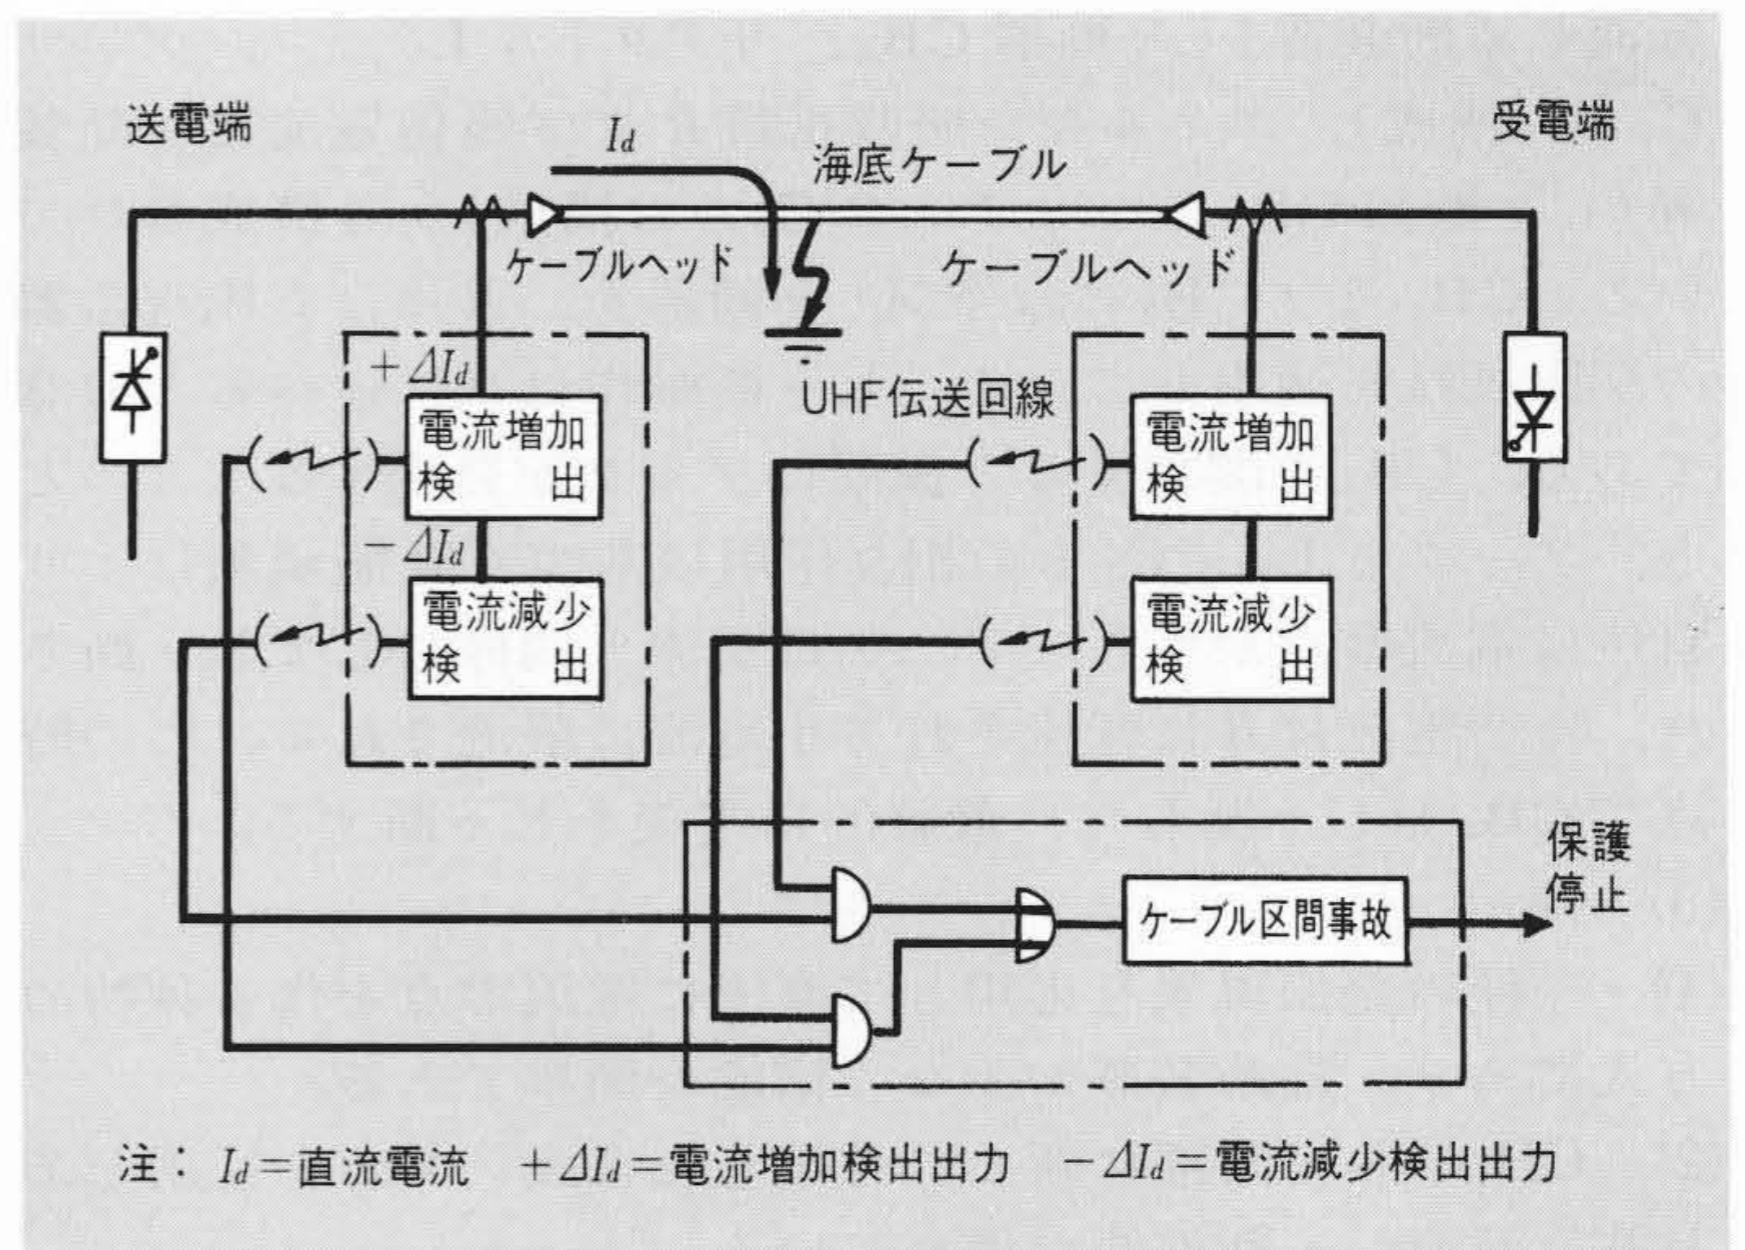 送電端
受電端
Id
海底ケーブル
ケーブルヘッド
ケーブルヘッド
+ΔId
UHF伝送回線
電流増加
検出
電流増加
検出
−ΔId
電流減少
検出
電流減少
検出
保護
停止
ケーブル区間事故
注： Id＝直流電流 +ΔId＝電流増加検出出力 −ΔId＝電流減少検出出力